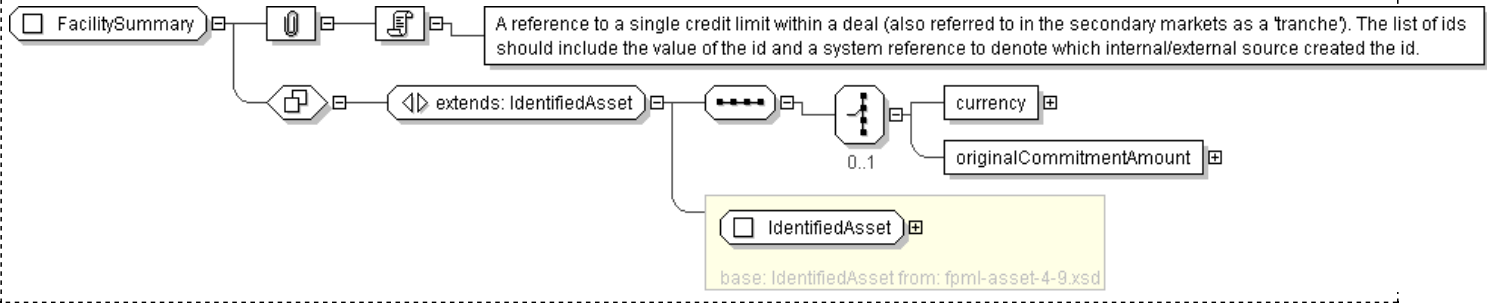 FacilitySummary
A reference to a single credit limit within a deal (also referred to in the secondary markets as a 'tranche'). The list of ids
should include the value of the id and a system reference to denote which internal/external source created the id.
extends: IdentifiedAsset
currency
0..1
originalCommitmentAmount
IdentifiedAsset
base: IdentifiedAsset from: fpml-asset-4-9.xsd